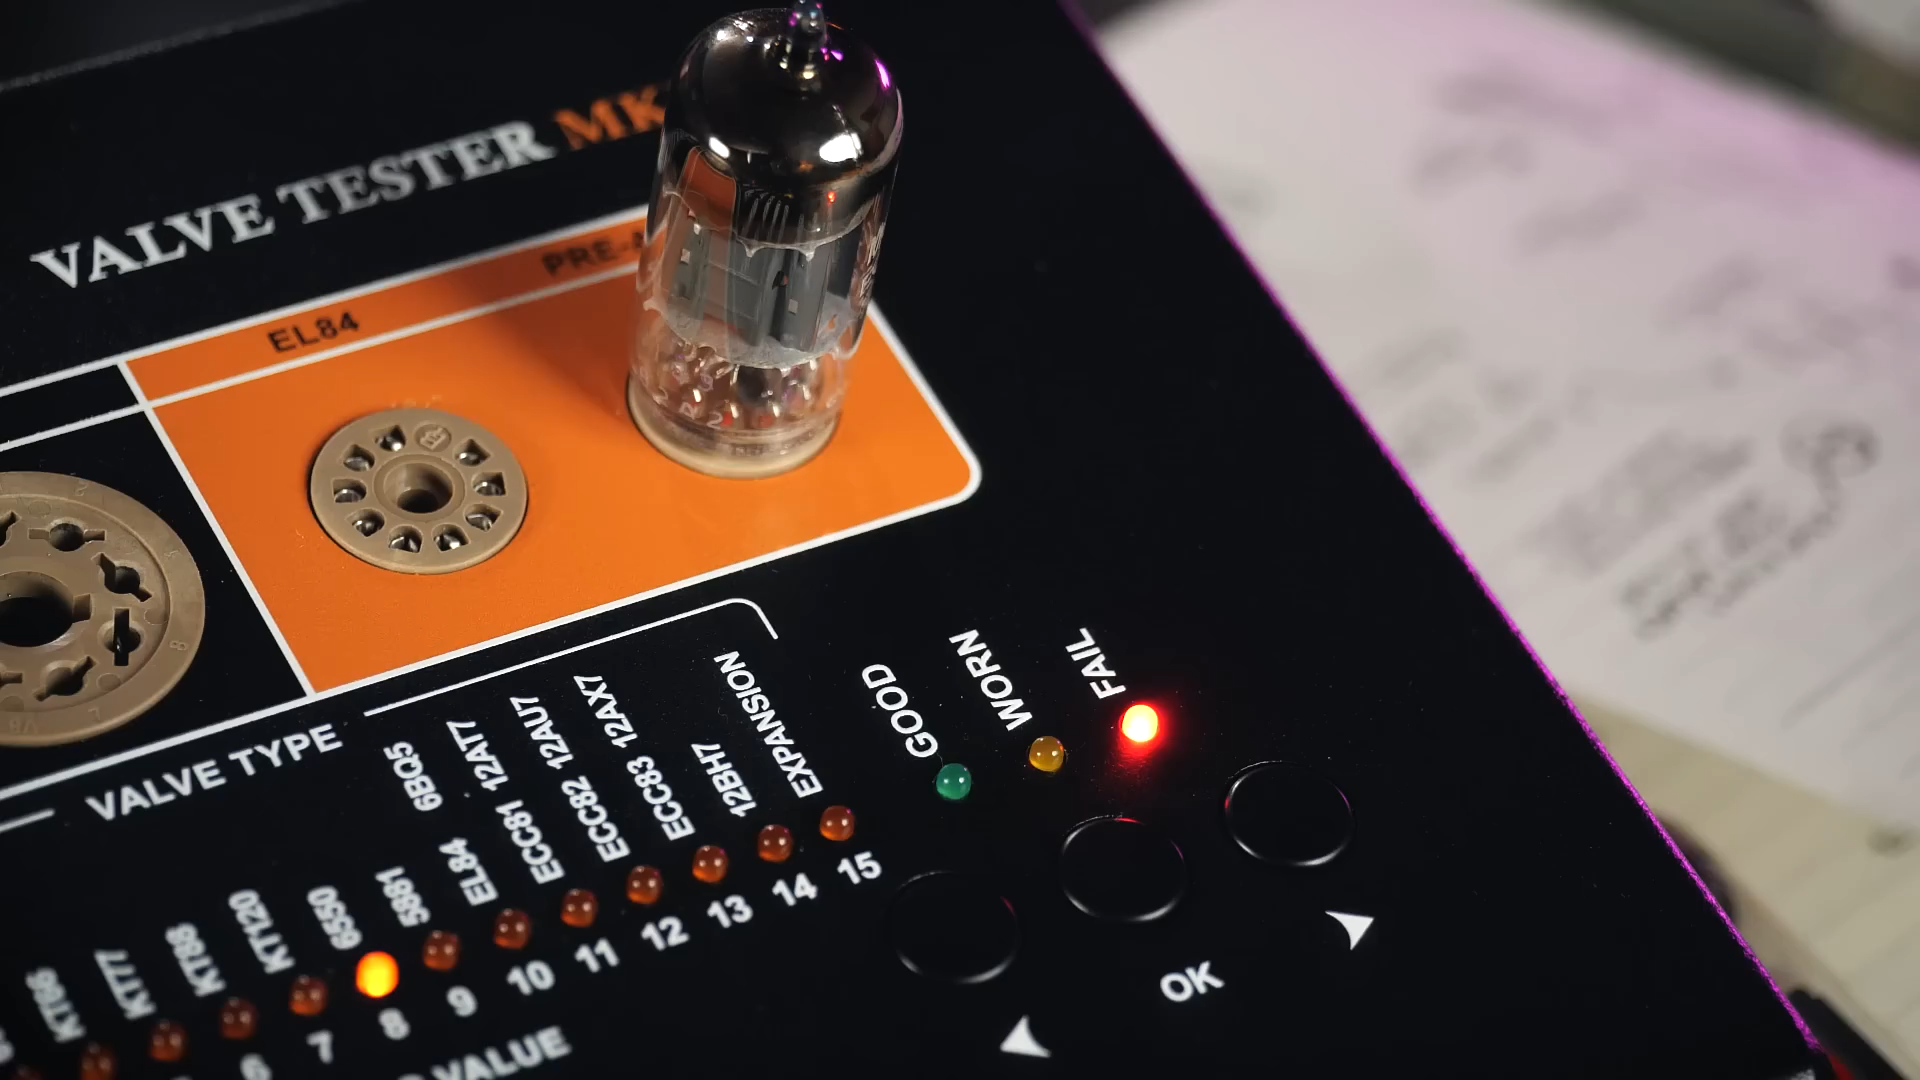 VALVE TESTER MK
PRE-A
EL84
VALVE TYPE
KT66
KT77
KT88
KT120
6550
5881
EL84 6BQ5
ECC81 12AT7
ECC82 12AU7
ECC83 12AX7
12BH7
EXPANSION
GOOD
WORN
FAIL
6 7 8 9 10 11 12 13 14 15
VALUE
OK